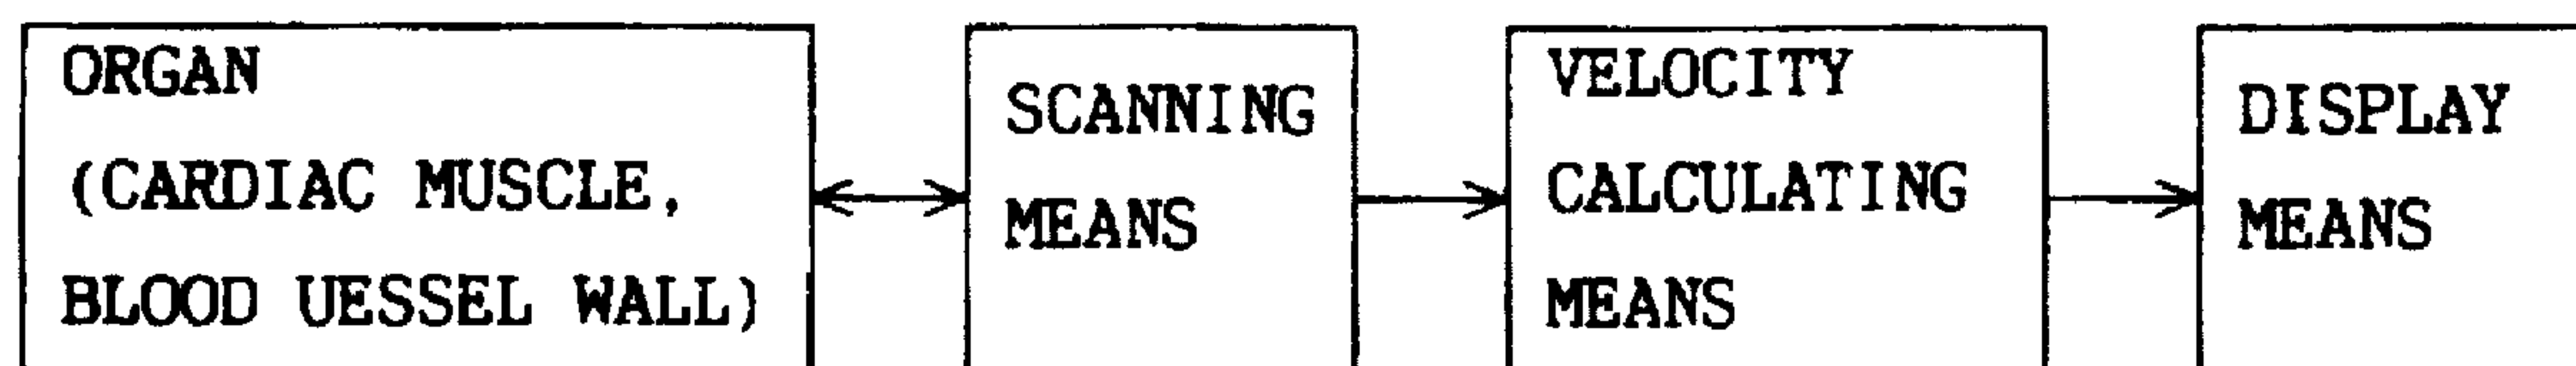 ORGAN
(CARDIAC MUSCLE,
BLOOD UESSEL WALL)
SCANNING
MEANS
VELOCITY
CALCULATING
MEANS
DISPLAY
MEANS